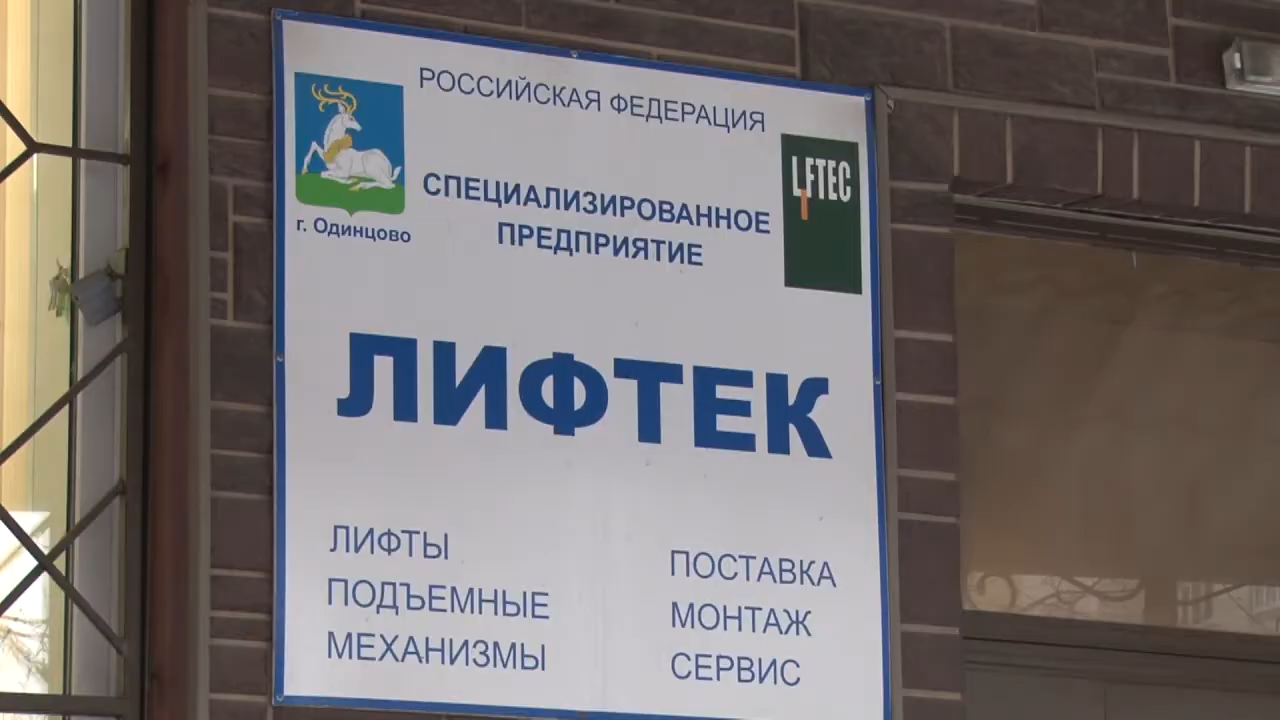 РОССИЙСКАЯ ФЕДЕРАЦИЯ
г. Одинцово
СПЕЦИАЛИЗИРОВАННОЕ
ПРЕДПРИЯТИЕ
LIFTEC
ЛИФТЕК
ЛИФТЫ
ПОДЪЕМНЫЕ
МЕХАНИЗМЫ
ПОСТАВКА
МОНТАЖ
СЕРВИС